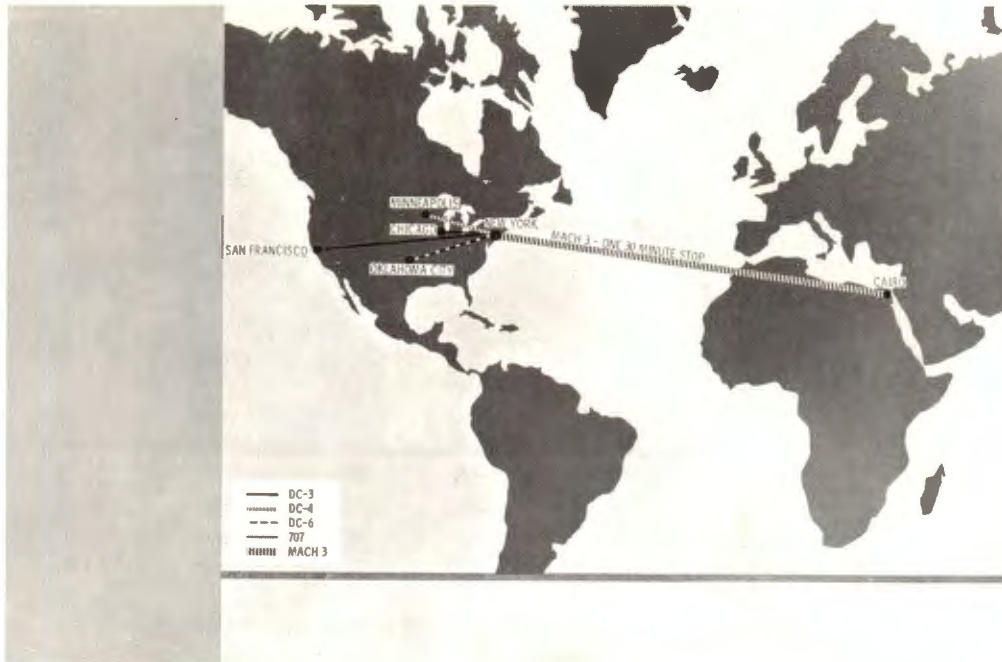 MINNEAPOLIS
CHICAGO
NEW YORK
SAN FRANCISCO
OKLAHOMA CITY
MACH 3 - ONE 30 MINUTE STOP
CAIRO
DC-3
DC-4
DC-6
707
MACH 3